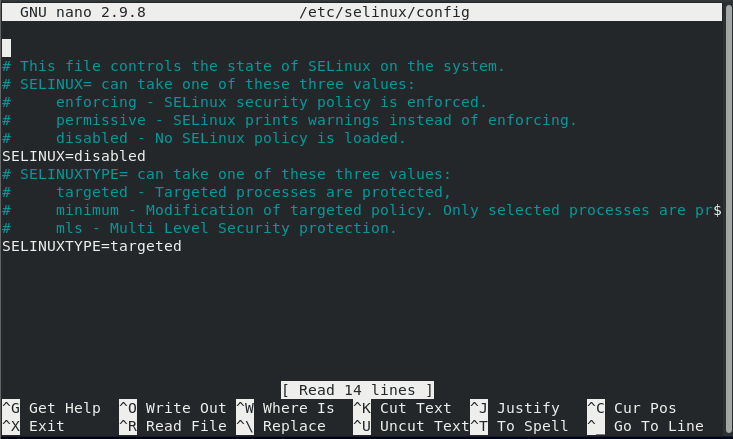 GNU nano 2.9.8 /etc/selinux/config
# This file controls the state of SELinux on the system.
# SELINUX= can take one of these three values:
#     enforcing - SELinux security policy is enforced.
#     permissive - SELinux prints warnings instead of enforcing.
#     disabled - No SELinux policy is loaded.
SELINUX=disabled
# SELINUXTYPE= can take one of these three values:
#     targeted - Targeted processes are protected,
#     minimum - Modification of targeted policy. Only selected processes are pr$
#     mls - Multi Level Security protection.
SELINUXTYPE=targeted
[ Read 14 lines ]
^G Get Help ^O Write Out ^W Where Is ^K Cut Text ^J Justify ^C Cur Pos
^X Exit ^R Read File ^\ Replace ^U Uncut Text ^T To Spell ^_ Go To Line